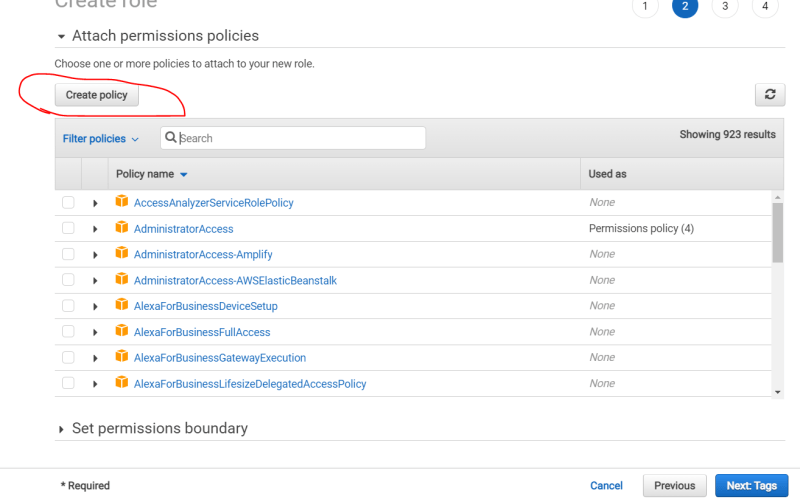 Create role
1 2 3 4
Attach permissions policies
Choose one or more policies to attach to your new role.
Create policy
Filter policies Search Showing 923 results
Policy name Used as
AccessAnalyzerServiceRolePolicy None
AdministratorAccess Permissions policy (4)
AdministratorAccess-Amplify None
AdministratorAccess-AWSElasticBeanstalk None
AlexaForBusinessDeviceSetup None
AlexaForBusinessFullAccess None
AlexaForBusinessGatewayExecution None
AlexaForBusinessLifesizeDelegatedAccessPolicy None
Set permissions boundary
* Required Cancel Previous Next: Tags